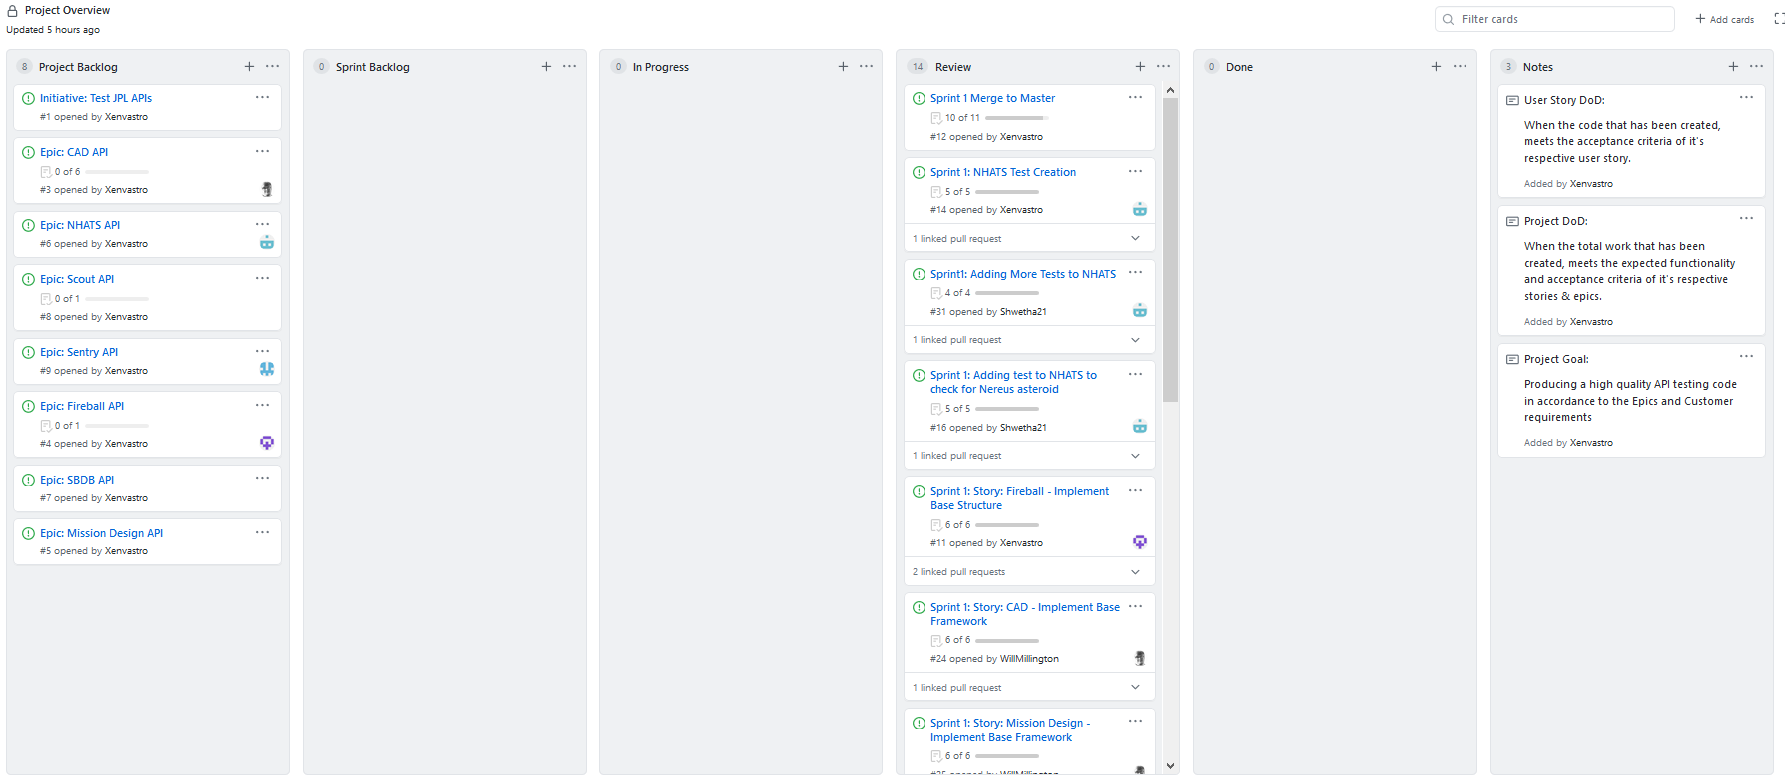 Project Overview
Updated 5 hours ago
Filter cards
Add cards
8 Project Backlog
Initiative: Test JPL APIs
#1 opened by Xenvastro
Epic: CAD API
0 of 6
#3 opened by Xenvastro
Epic: NHATS API
#6 opened by Xenvastro
Epic: Scout API
0 of 1
#8 opened by Xenvastro
Epic: Sentry API
#9 opened by Xenvastro
Epic: Fireball API
0 of 1
#4 opened by Xenvastro
Epic: SBDB API
#7 opened by Xenvastro
Epic: Mission Design API
#5 opened by Xenvastro
0 Sprint Backlog
0 In Progress
14 Review
Sprint 1 Merge to Master
10 of 11
#12 opened by Xenvastro
Sprint 1: NHATS Test Creation
5 of 5
#14 opened by Xenvastro
1 linked pull request
Sprint1: Adding More Tests to NHATS
4 of 4
#31 opened by Shwetha21
1 linked pull request
Sprint 1: Adding test to NHATS to
check for Nereus asteroid
5 of 5
#16 opened by Shwetha21
1 linked pull request
Sprint 1: Story: Fireball - Implement
Base Structure
6 of 6
#11 opened by Xenvastro
2 linked pull requests
Sprint 1: Story: CAD - Implement Base
Framework
6 of 6
#24 opened by WillMillington
1 linked pull request
Sprint 1: Story: Mission Design -
Implement Base Framework
6 of 6
#25 opened by WillMillington
0 Done
3 Notes
User Story DoD:
When the code that has been created,
meets the acceptance criteria of it's
respective user story.
Added by Xenvastro
Project DoD:
When the total work that has been
created, meets the expected functionality
and acceptance criteria of it's respective
stories & epics.
Added by Xenvastro
Project Goal:
Producing a high quality API testing code
in accordance to the Epics and Customer
requirements
Added by Xenvastro